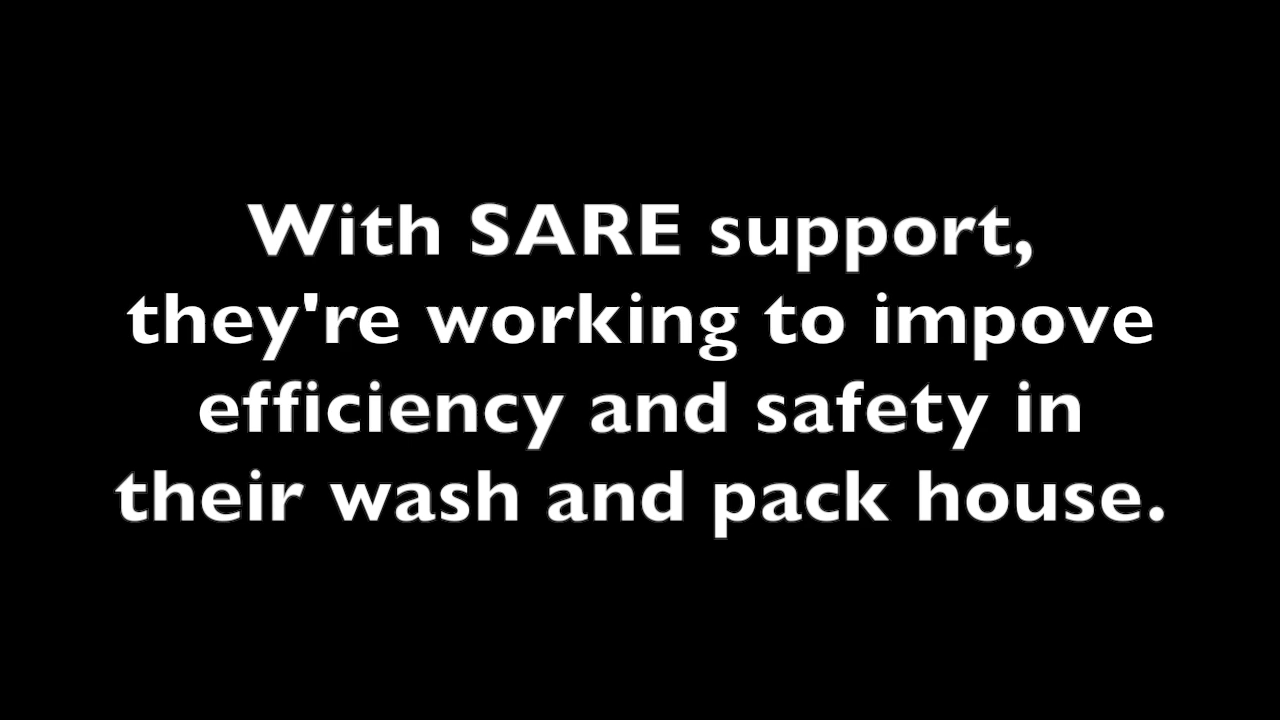 With SARE support,
they're working to impove
efficiency and safety in
their wash and pack house.